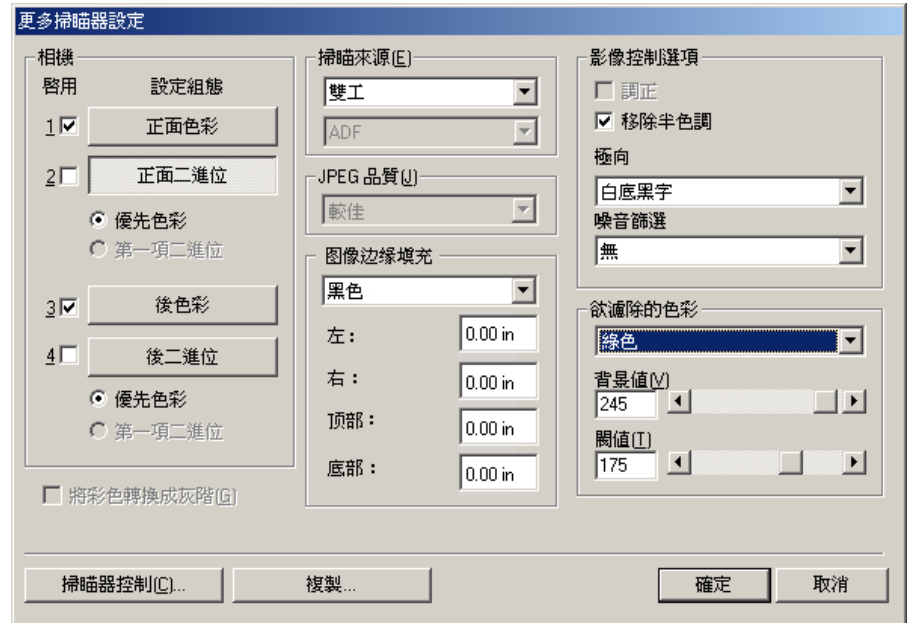 更多掃瞄器設定
相機
啓用 設定組態
1 正面色彩
2 正面二進位
優先色彩
第一項二進位
3 後色彩
4 後二進位
優先色彩
第一項二進位
將彩色轉換成灰階(G)
掃瞄來源(E)
雙工
ADF
JPEG 品質(J)
較佳
图像边缘填充
黑色
左： 0.00 in
右： 0.00 in
顶部： 0.00 in
底部： 0.00 in
影像控制選項
調正
移除半色調
極向
白底黑字
噪音篩選
無
欲濾除的色彩
綠色
背景值(V)
245
閥值(T)
175
掃瞄器控制(C)... 複製... 確定 取消